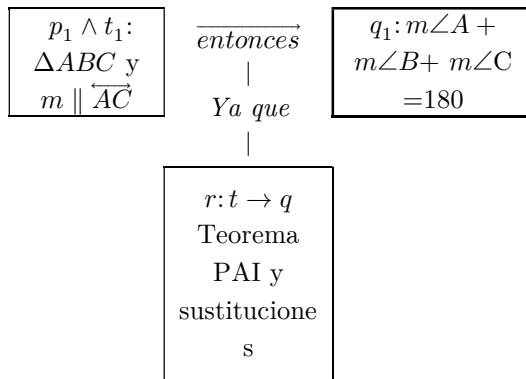 p₁ ∧ t₁:
ΔABC y
m ∥ AC
entonces
|
Ya que
|
q₁: m∠A +
m∠B+ m∠C
=180
r: t → q
Teorema
PAI y
sustitucione
s